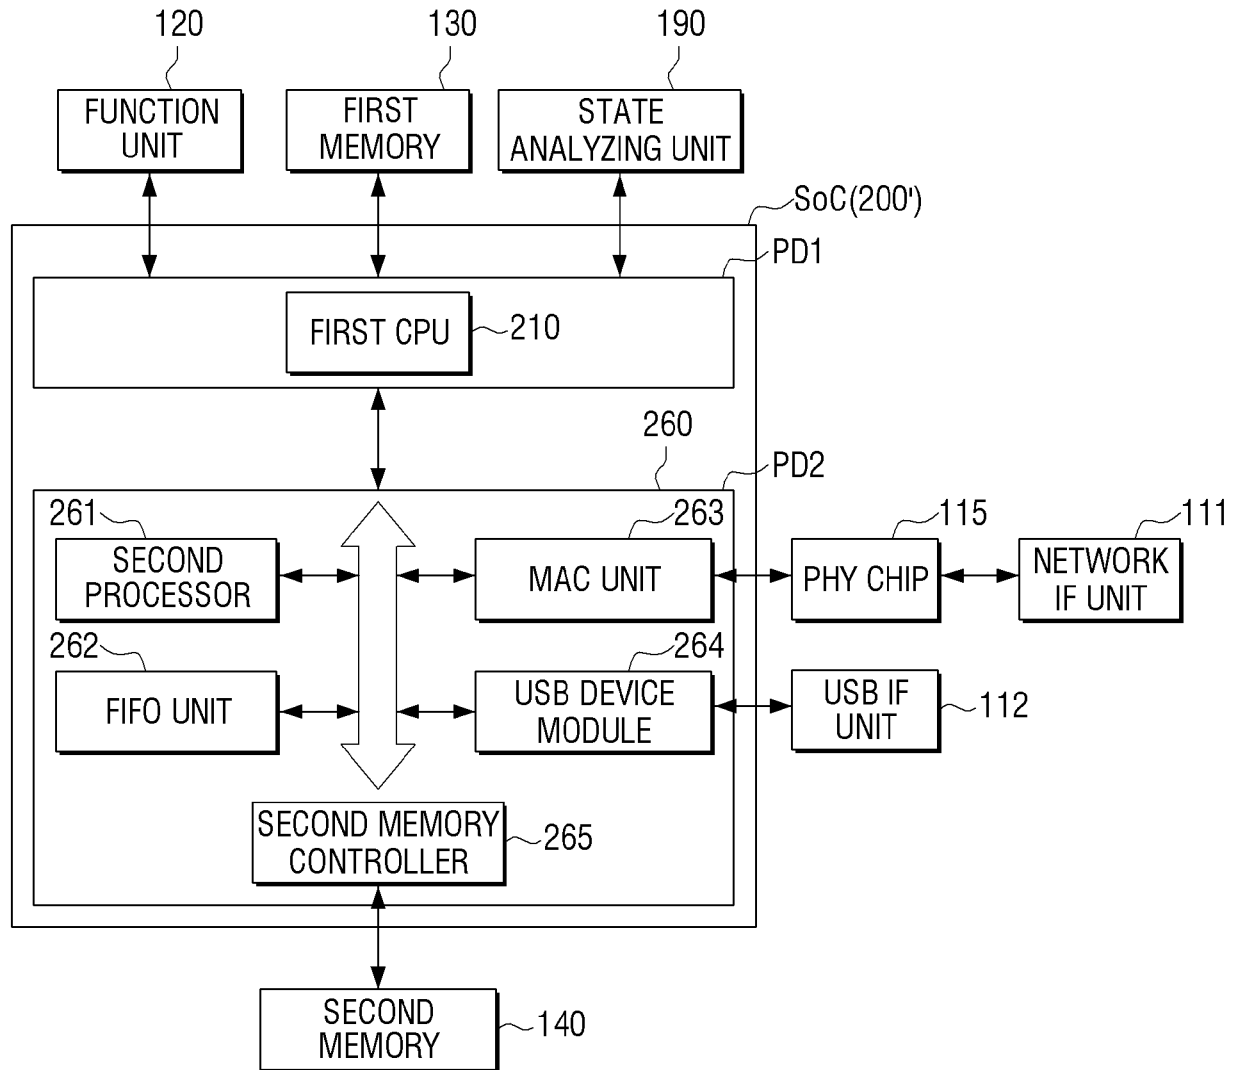 120
130
190
FUNCTION
UNIT
FIRST
MEMORY
STATE
ANALYZING UNIT
SoC(200')
PD1
FIRST CPU
210
260
PD2
261
263
115
111
SECOND
PROCESSOR
MAC UNIT
PHY CHIP
NETWORK
IF UNIT
262
264
FIFO UNIT
USB DEVICE
MODULE
USB IF
UNIT
112
SECOND MEMORY
CONTROLLER
265
SECOND
MEMORY
140